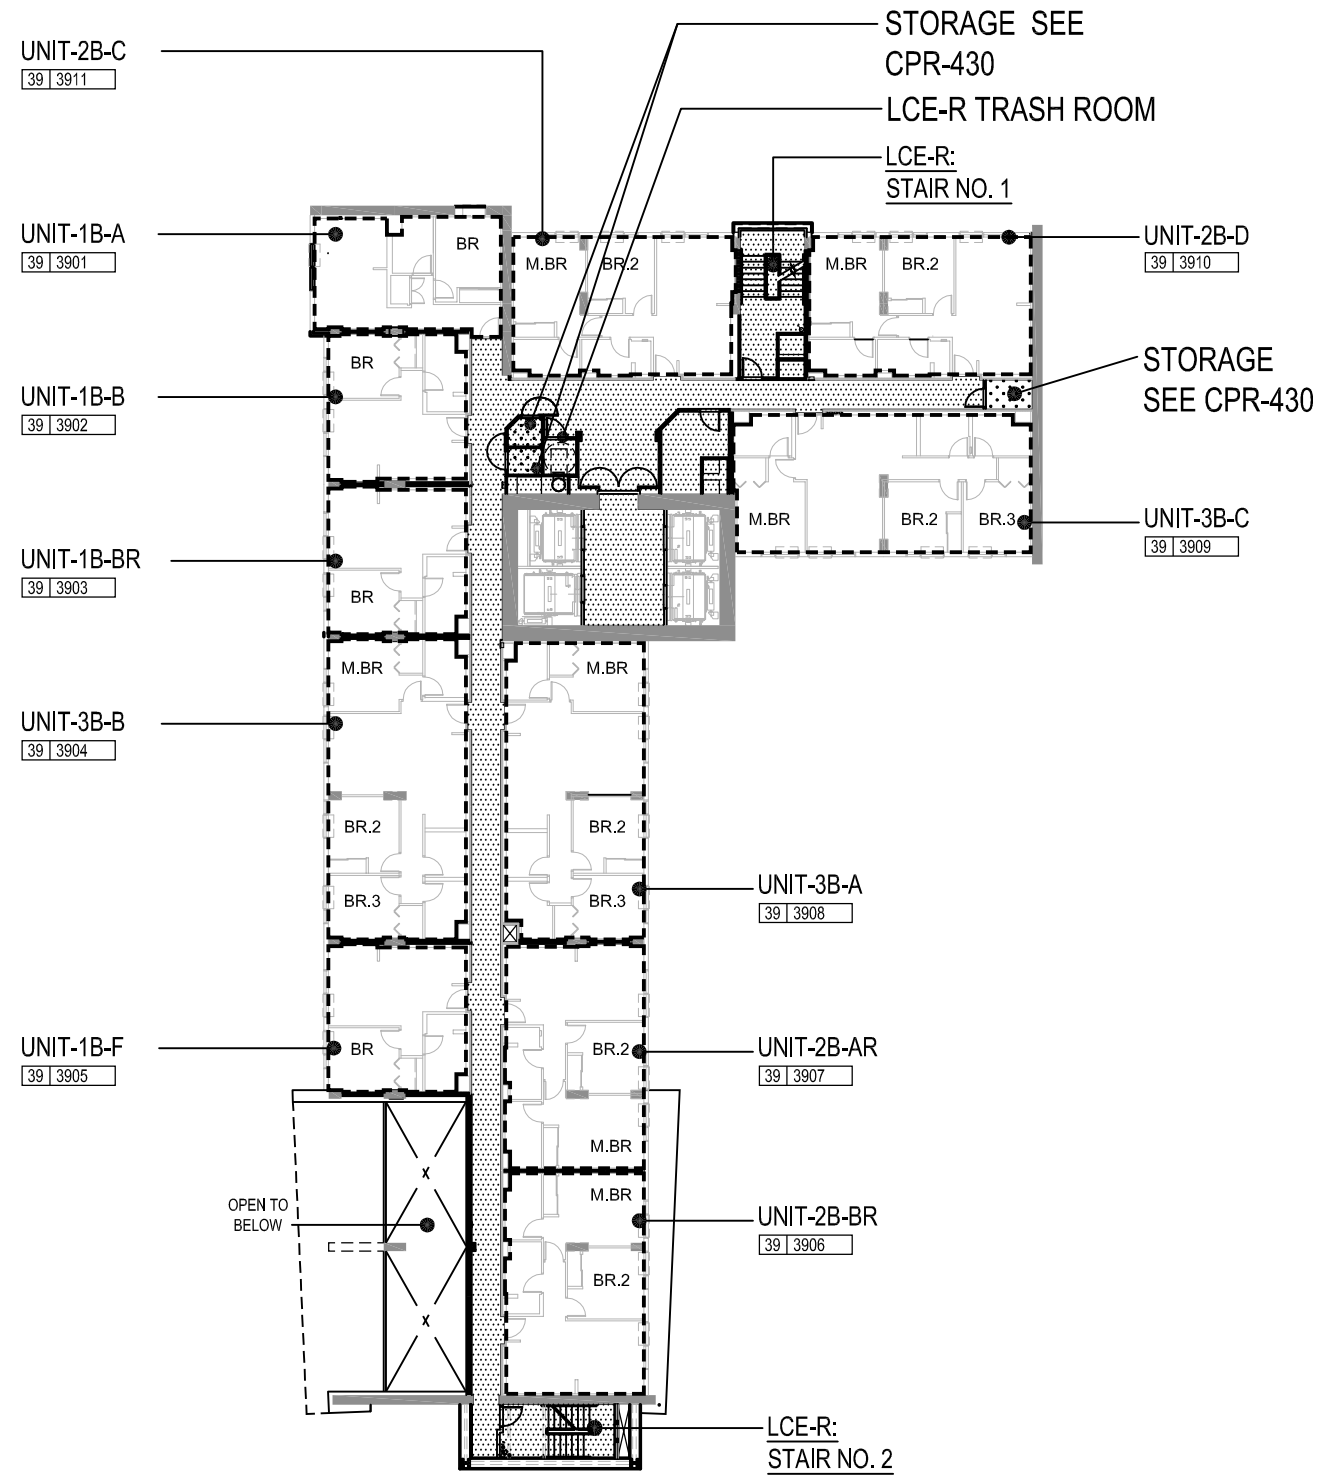 STORAGE SEE
CPR-430
UNIT-2B-C
39 3911
LCE-R TRASH ROOM
LCE-R:
STAIR NO. 1
UNIT-1B-A
39 3901
BR
M.BR
BR.2
M.BR
BR.2
UNIT-2B-D
39 3910
STORAGE
SEE CPR-430
BR
UNIT-1B-B
39 3902
M.BR
BR.2
BR.3
UNIT-3B-C
39 3909
UNIT-1B-BR
39 3903
BR
M.BR
M.BR
UNIT-3B-B
39 3904
BR.2
BR.2
BR.3
BR.3
UNIT-3B-A
39 3908
UNIT-1B-F
39 3905
BR
BR.2
UNIT-2B-AR
39 3907
M.BR
X
M.BR
OPEN TO
BELOW
UNIT-2B-BR
39 3906
BR.2
X
LCE-R:
STAIR NO. 2